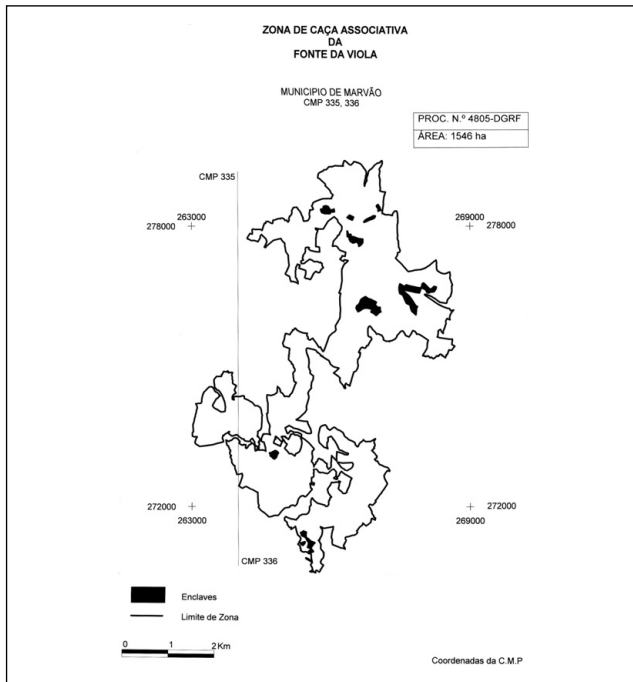 ZONA DE CAÇA ASSOCIATIVA
DA
FONTE DA VIOLA
MUNICIPIO DE MARVÃO
CMP 335, 336
PROC. N.º 4805-DGRF
ÁREA: 1546 ha
CMP 335
263000
278000
269000
278000
272000
263000
272000
269000
CMP 336
Enclaves
Limite de Zona
0 1 2 Km
Coordenadas da C.M.P